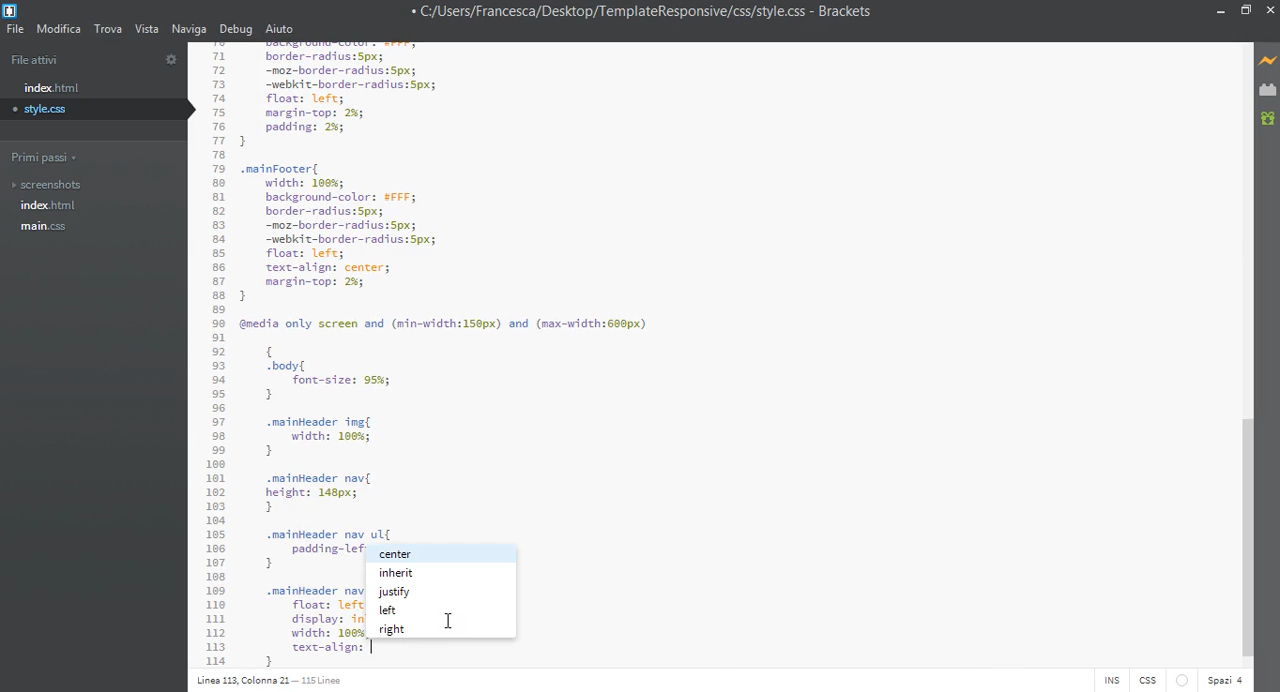 • C:/Users/Francesca/Desktop/TemplateResponsive/css/style.css - Brackets
File Modifica Trova Vista Naviga Debug Aiuto
File attivi
index.html
• style.css
Primi passi
screenshots
index.html
main.css
70 background-color: #FFF;
71 border-radius:5px;
72 -moz-border-radius:5px;
73 -webkit-border-radius:5px;
74 float: left;
75 margin-top: 2%;
76 padding: 2%;
77 }
78
79 .mainFooter{
80 width: 100%;
81 background-color: #FFF;
82 border-radius:5px;
83 -moz-border-radius:5px;
84 -webkit-border-radius:5px;
85 float: left;
86 text-align: center;
87 margin-top: 2%;
88 }
89
90 @media only screen and (min-width:150px) and (max-width:600px)
91
92 {
93 .body{
94 font-size: 95%;
95 }
96
97 .mainHeader img{
98 width: 100%;
99 }
100
101 .mainHeader nav{
102 height: 148px;
103 }
104
105 .mainHeader nav ul{
106 padding-lef
107 }
108
109 .mainHeader nav
110 float: left
111 display: in
112 width: 100%
113 text-align:
114 }
center
inherit
justify
left
right
Linea 113, Colonna 21 — 115 Linee
INS CSS Spazi 4